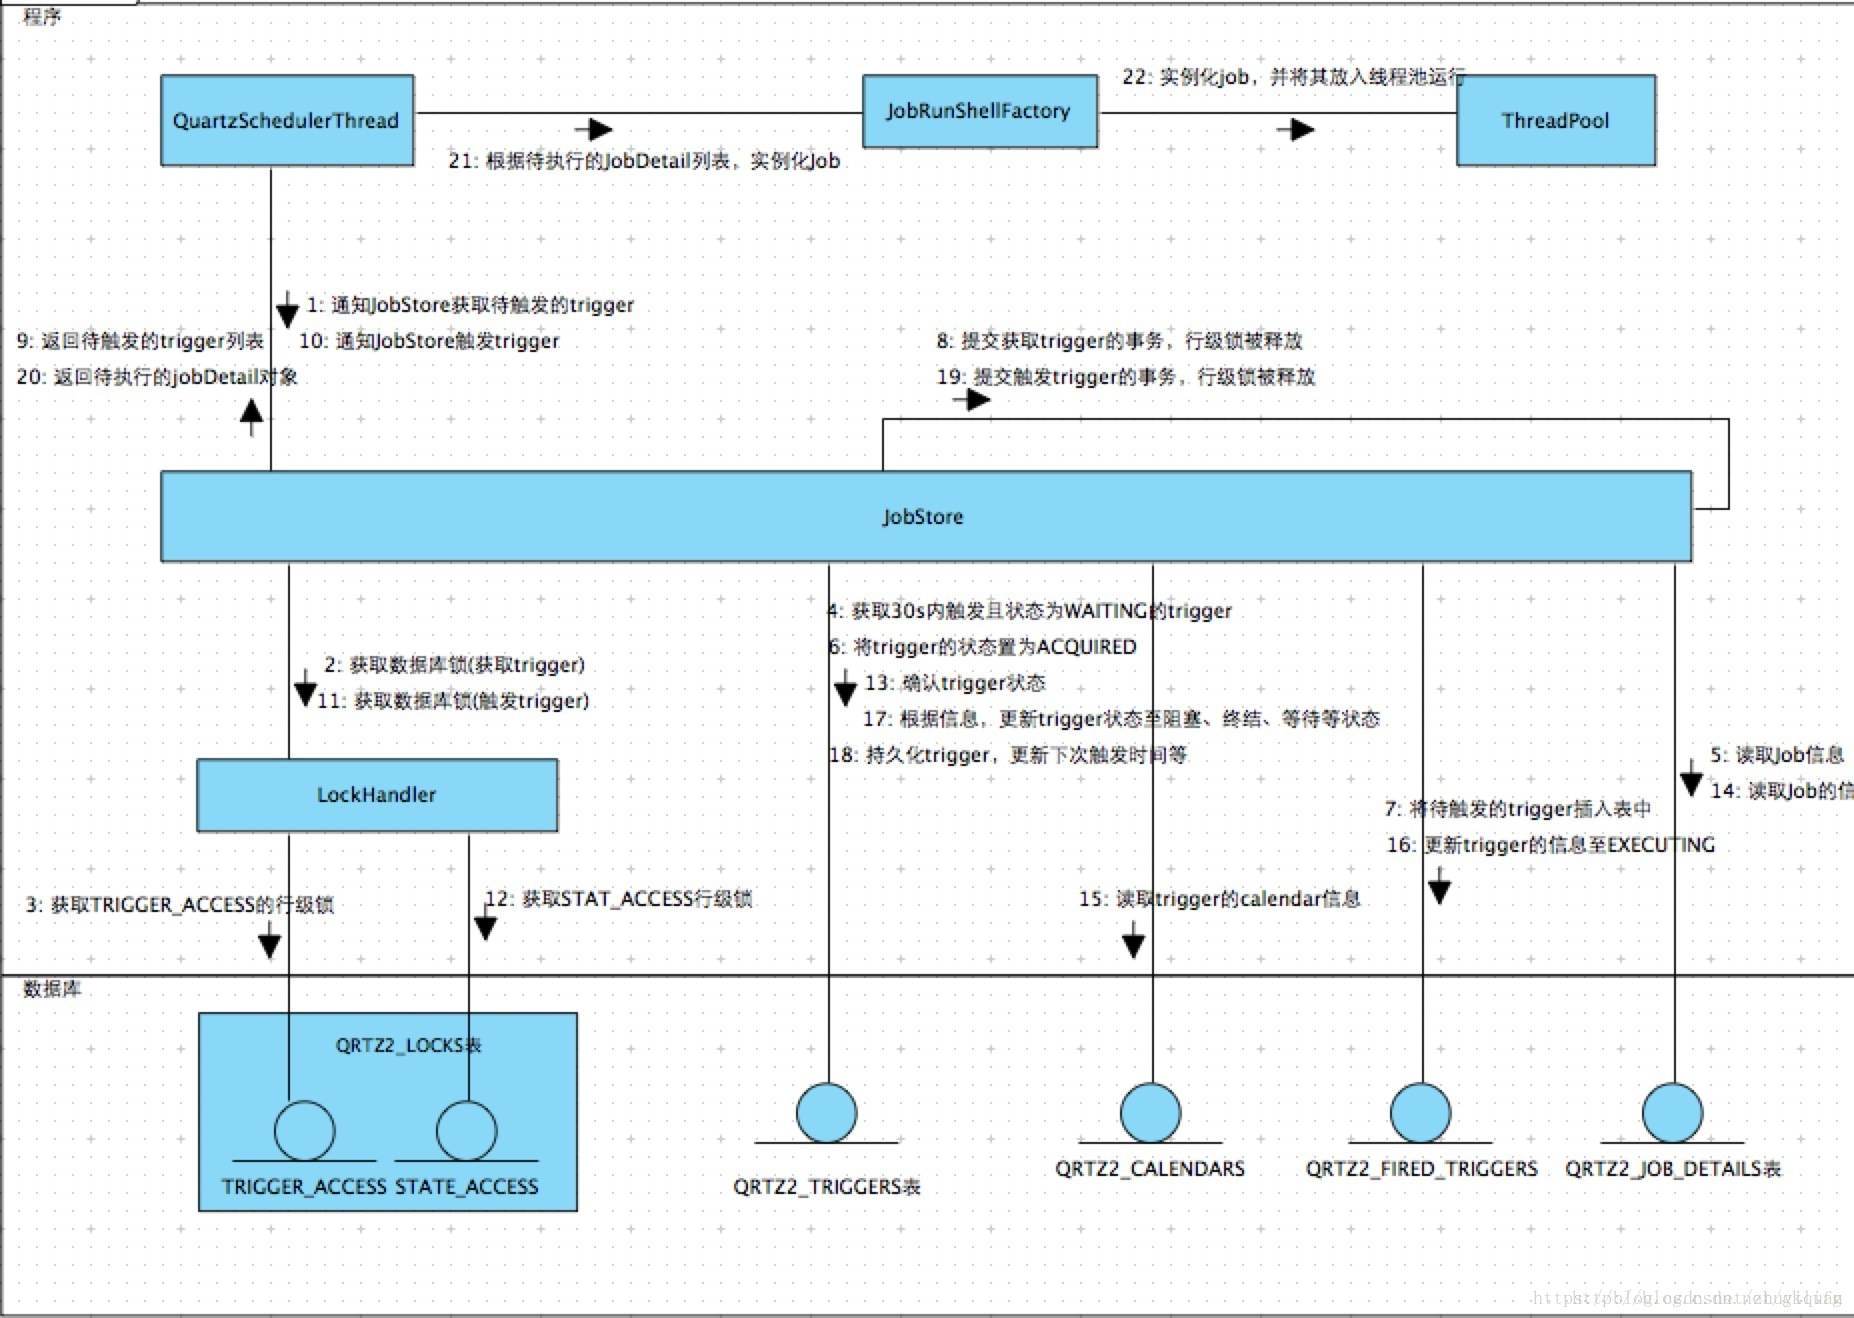 程序
22: 实例化job，并将其放入线程池运行
QuartzSchedulerThread
JobRunShellFactory
ThreadPool
21: 根据待执行的JobDetail列表，实例化Job
1: 通知JobStore获取待触发的trigger
9: 返回待触发的trigger列表
10: 通知JobStore触发trigger
20: 返回待执行的jobDetail对象
8: 提交获取trigger的事务，行级锁被释放
19: 提交触发trigger的事务，行级锁被释放
JobStore
4: 获取30s内触发且状态为WAITING的trigger
6: 将trigger的状态置为ACQUIRED
13: 确认trigger状态
17: 根据信息，更新trigger状态至阻塞、终结、等待等状态
18: 持久化trigger，更新下次触发时间等
2: 获取数据库锁(获取trigger)
11: 获取数据库锁(触发trigger)
LockHandler
5: 读取Job信息
14: 读取Job的信
7: 将待触发的trigger插入表中
16: 更新trigger的信息至EXECUTING
3: 获取TRIGGER_ACCESS的行级锁
12: 获取STAT_ACCESS行级锁
15: 读取trigger的calendar信息
数据库
QRTZ2_LOCKS表
TRIGGER_ACCESS
STATE_ACCESS
QRTZ2_TRIGGERS表
QRTZ2_CALENDARS
QRTZ2_FIRED_TRIGGERS
QRTZ2_JOB_DETAILS表